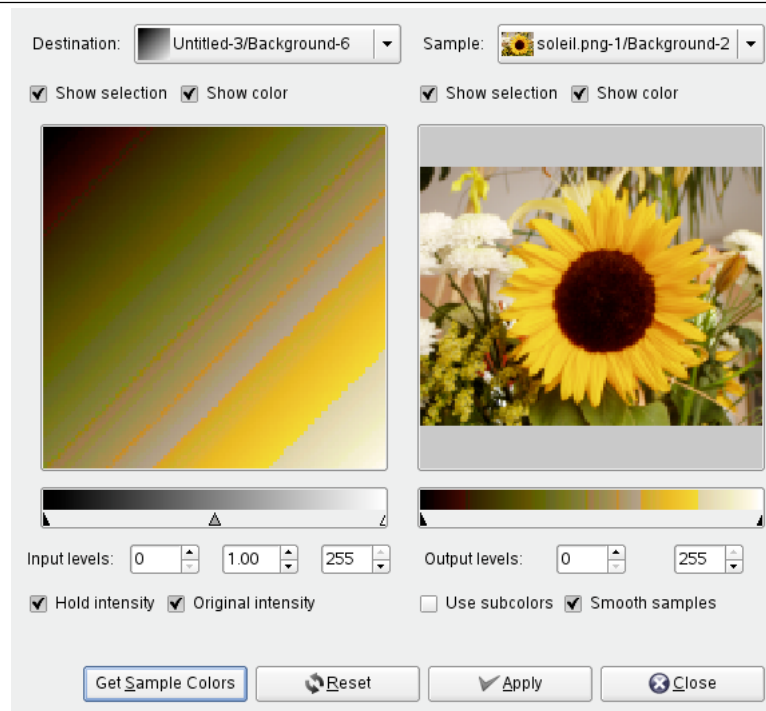 Destination: Untitled-3/Background-6 Sample: soleil.png-1/Background-2
Show selection Show color Show selection Show color
Input levels: 0 1.00 255 Output levels: 0 255
Hold intensity Original intensity Use subcolors Smooth samples
Get Sample Colors Reset Apply Close